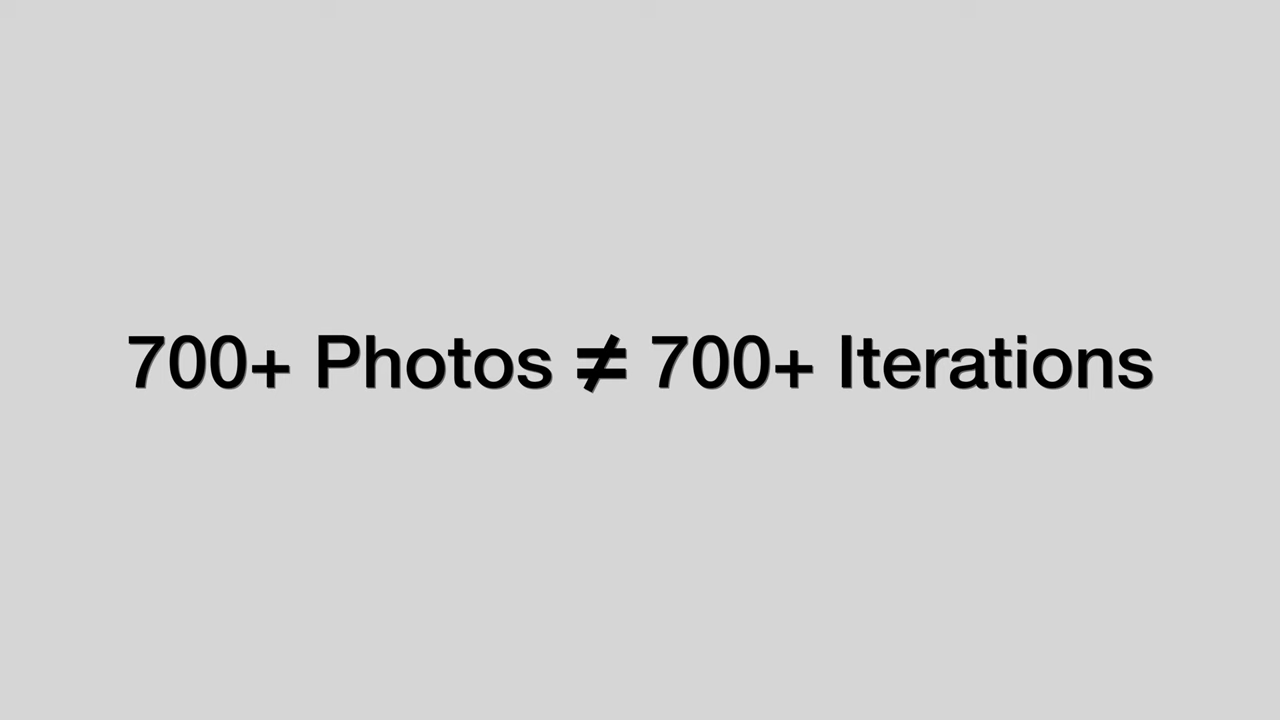 700+ Photos ≠ 700+ Iterations